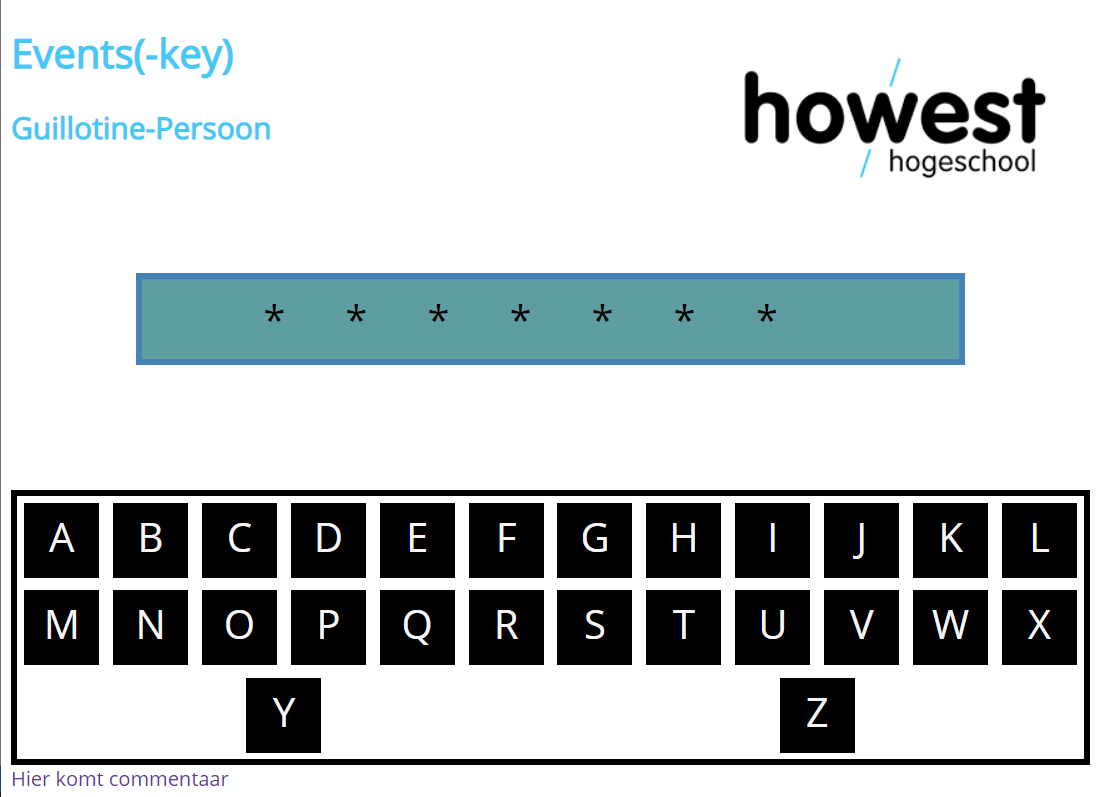 Events(-key)
Guillotine-Persoon
howest
hogeschool
* * * * * * *
A B C D E F G H I J K L
M N O P Q R S T U V W X
Y Z
Hier komt commentaar